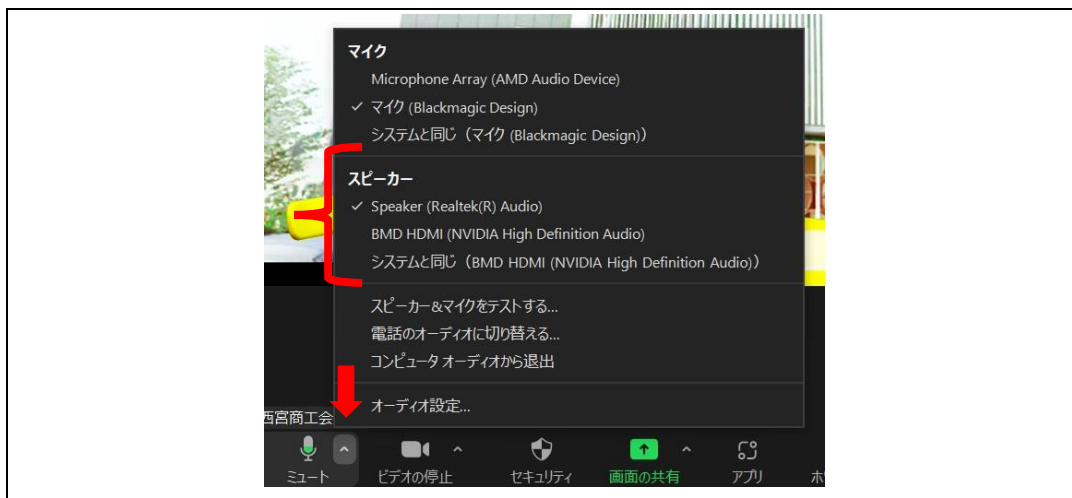 マイク
Microphone Array (AMD Audio Device)
✓ マイク (Blackmagic Design)
システムと同じ（マイク (Blackmagic Design)）
スピーカー
✓ Speaker (Realtek(R) Audio)
BMD HDMI (NVIDIA High Definition Audio)
システムと同じ（BMD HDMI (NVIDIA High Definition Audio)）
スピーカー&マイクをテストする...
電話のオーディオに切り替える...
コンピュータ オーディオから退出
オーディオ設定...
西宮商工会
ミュート ビデオの停止 セキュリティ 画面の共有 アプリ